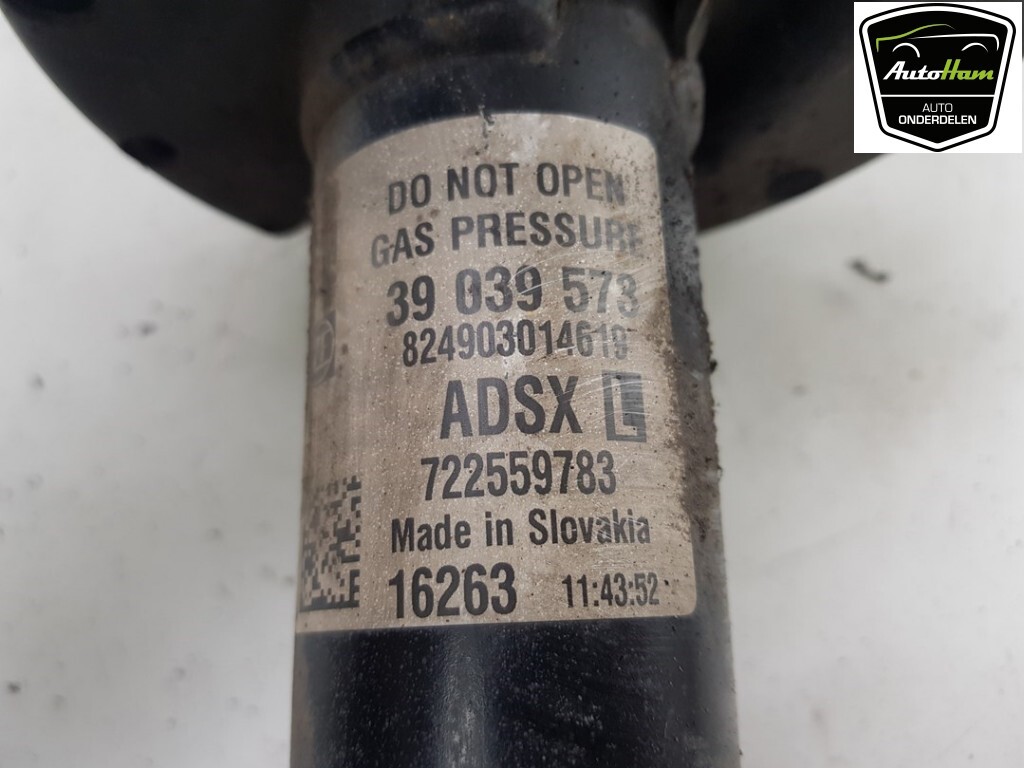 AutoHam
AUTO
ONDERDELEN
DO NOT OPEN
GAS PRESSURE
39 039 573
824903014619
ADSX L
722559783
Made in Slovakia
16263 11:43:52